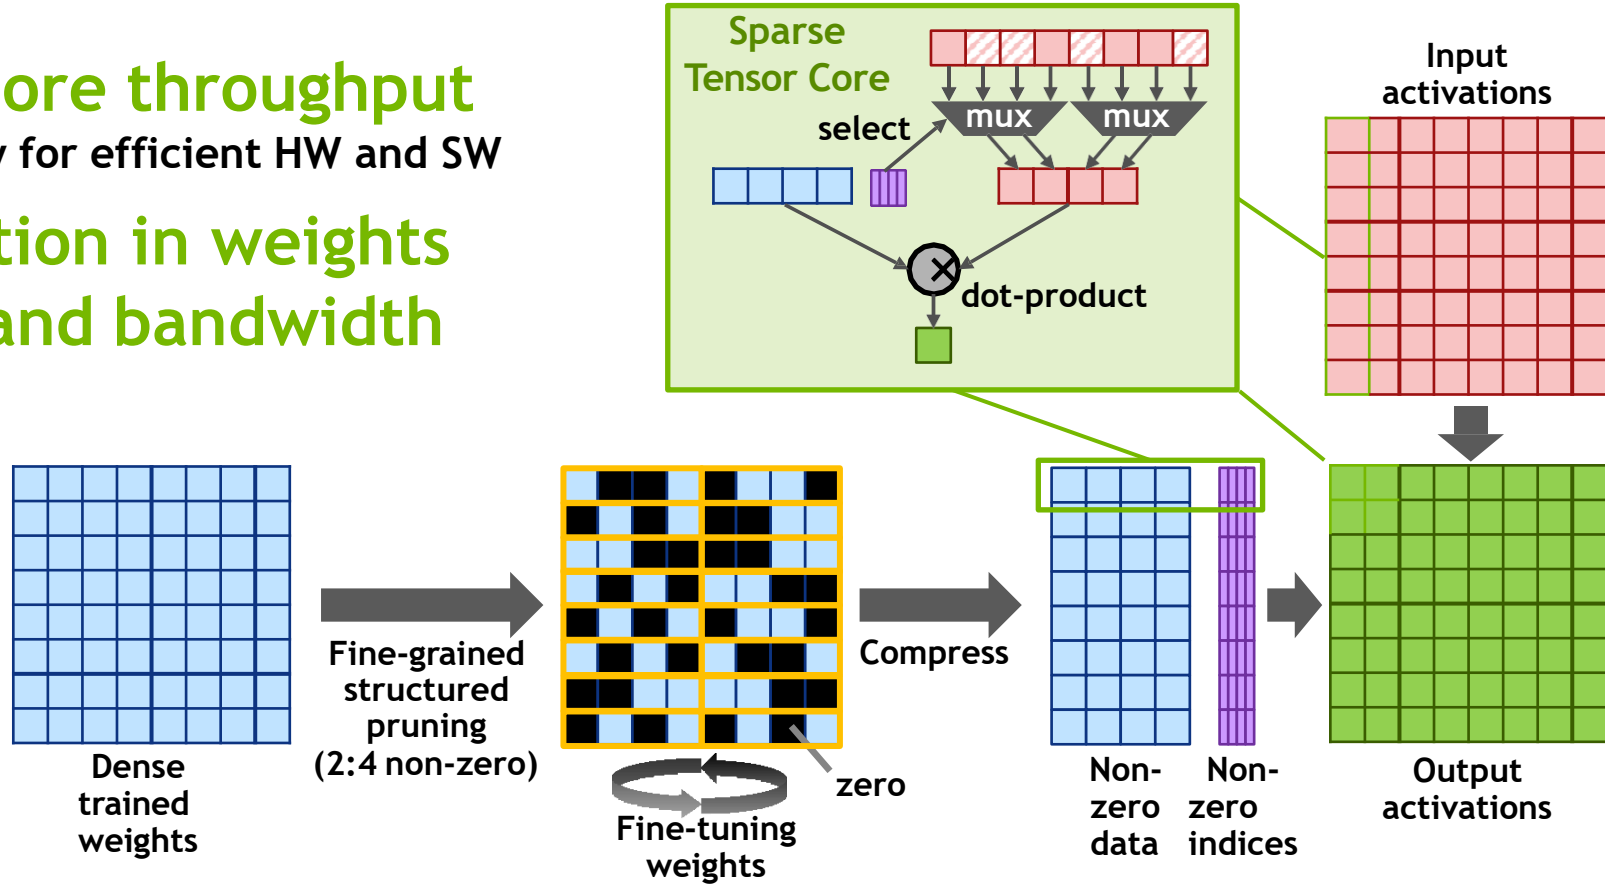 ore throughput
y for efficient HW and SW
tion in weights
and bandwidth
Sparse
Tensor Core
mux
mux
select
dot-product
Input
activations
Dense
trained
weights
Fine-grained
structured
pruning
(2:4 non-zero)
zero
Fine-tuning
weights
Compress
Non-
zero
data
Non-
zero
indices
Output
activations